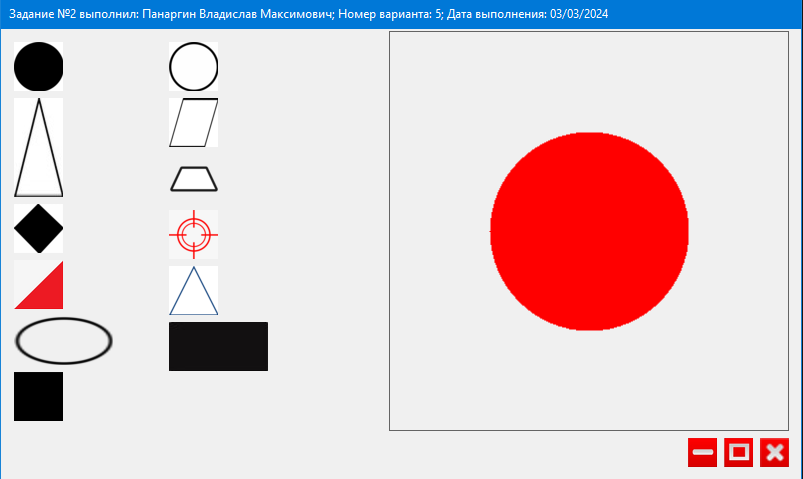 Задание №2 выполнил: Панаргин Владислав Максимович; Номер варианта: 5; Дата выполнения: 03/03/2024